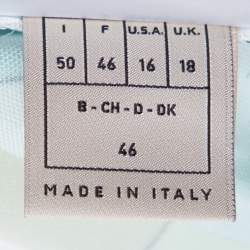 I F U.S.A. U.K.
50 46 16 18
B - CH - D - DK
46
MADE IN ITALY